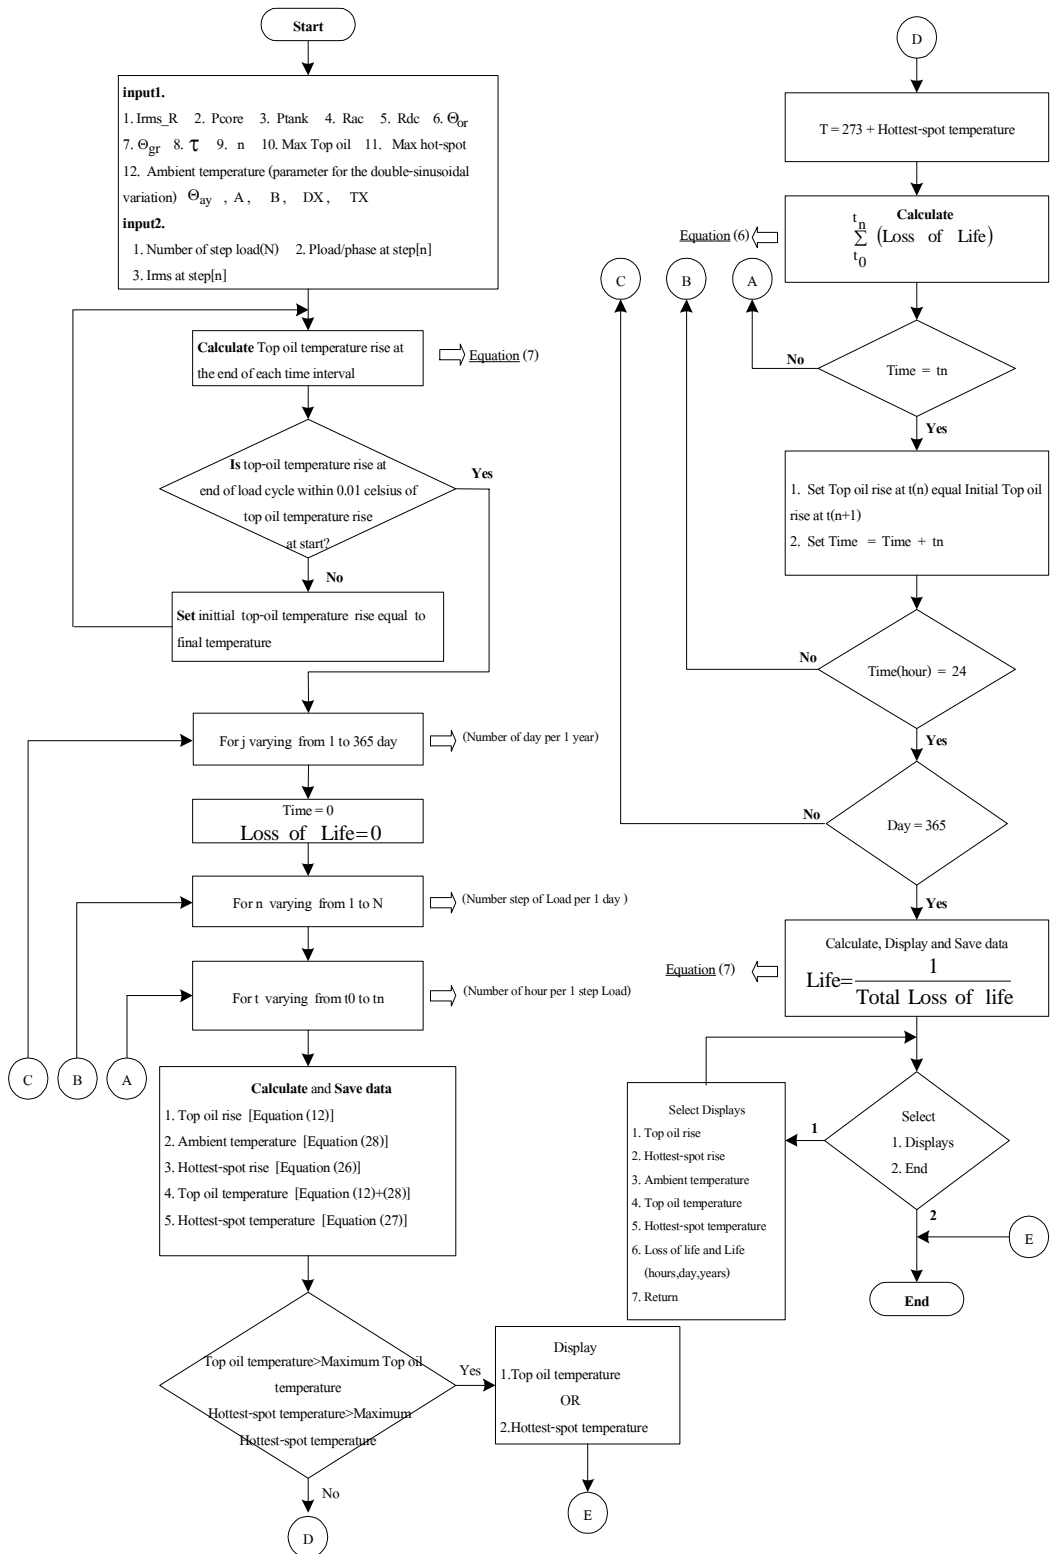 Start
input1.
1. Irms_R 2. Pcore 3. Ptank 4. Rac 5. Rdc 6. Θor
7. Θgr 8. τ 9. n 10. Max Top oil 11. Max hot-spot
12. Ambient temperature (parameter for the double-sinusoidal
variation) Θay , A , B , DX, TX
input2.
1. Number of step load(N) 2. Pload/phase at step[n]
3. Irms at step[n]
Calculate Top oil temperature rise at
the end of each time interval
Equation (7)
Is top-oil temperature rise at
end of load cycle within 0.01 celsius of
top oil temperature rise
at start?
Yes
No
Set inittial top-oil temperature rise equal to
final temperature
For j varying from 1 to 365 day
(Number of day per 1 year)
Time = 0
Loss of Life=0
For n varying from 1 to N
(Number step of Load per 1 day )
For t varying from t0 to tn
(Number of hour per 1 step Load)
C
B
A
Calculate and Save data
1. Top oil rise [Equation (12)]
2. Ambient temperature [Equation (28)]
3. Hottest-spot rise [Equation (26)]
4. Top oil temperature [Equation (12)+(28)]
5. Hottest-spot temperature [Equation (27)]
Top oil temperature>Maximum Top oil
temperature
Hottest-spot temperature>Maximum
Hottest-spot temperature
Yes
No
D
Display
1.Top oil temperature
OR
2.Hottest-spot temperature
E
D
T = 273 + Hottest-spot temperature
Calculate
tn
∑ (Loss of Life)
t0
Equation (6)
C
B
A
No
Time = tn
Yes
1. Set Top oil rise at t(n) equal Initial Top oil
rise at t(n+1)
2. Set Time = Time + tn
No
Time(hour) = 24
Yes
No
Day = 365
Yes
Calculate, Display and Save data
Life= 1
Total Loss of life
Equation (7)
Select
1. Displays
2. End
1
2
Select Displays
1. Top oil rise
2. Hottest-spot rise
3. Ambient temperature
4. Top oil temperature
5. Hottest-spot temperature
6. Loss of life and Life
(hours,day,years)
7. Return
E
End